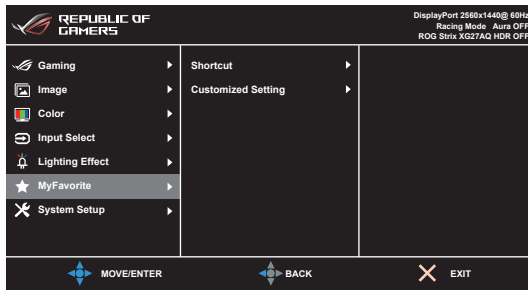 REPUBLIC OF
GAMERS
DisplayPort 2560x1440@ 60Hz
Racing Mode Aura OFF
ROG Strix XG27AQ HDR OFF
Gaming
Shortcut
Image
Customized Setting
Color
Input Select
Lighting Effect
MyFavorite
System Setup
MOVE/ENTER
BACK
EXIT